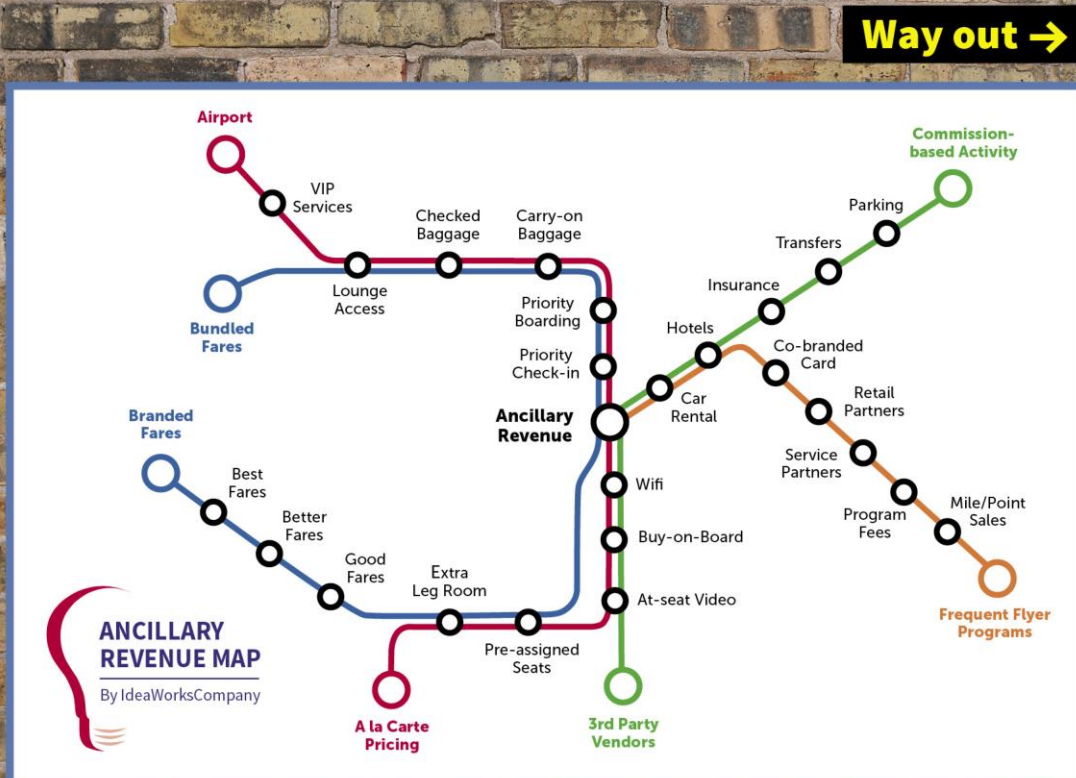 Way out →
Airport
VIP
Services
Checked
Baggage
Carry-on
Baggage
Lounge
Access
Bundled
Fares
Priority
Boarding
Priority
Check-in
Ancillary
Revenue
Commission-
based Activity
Parking
Transfers
Insurance
Hotels
Car
Rental
Co-branded
Card
Retail
Partners
Service
Partners
Program
Fees
Mile/Point
Sales
Frequent Flyer
Programs
Branded
Fares
Best
Fares
Better
Fares
Good
Fares
Extra
Leg Room
Pre-assigned
Seats
Wifi
Buy-on-Board
At-seat Video
A la Carte
Pricing
3rd Party
Vendors
ANCILLARY
REVENUE MAP
By IdeaWorksCompany